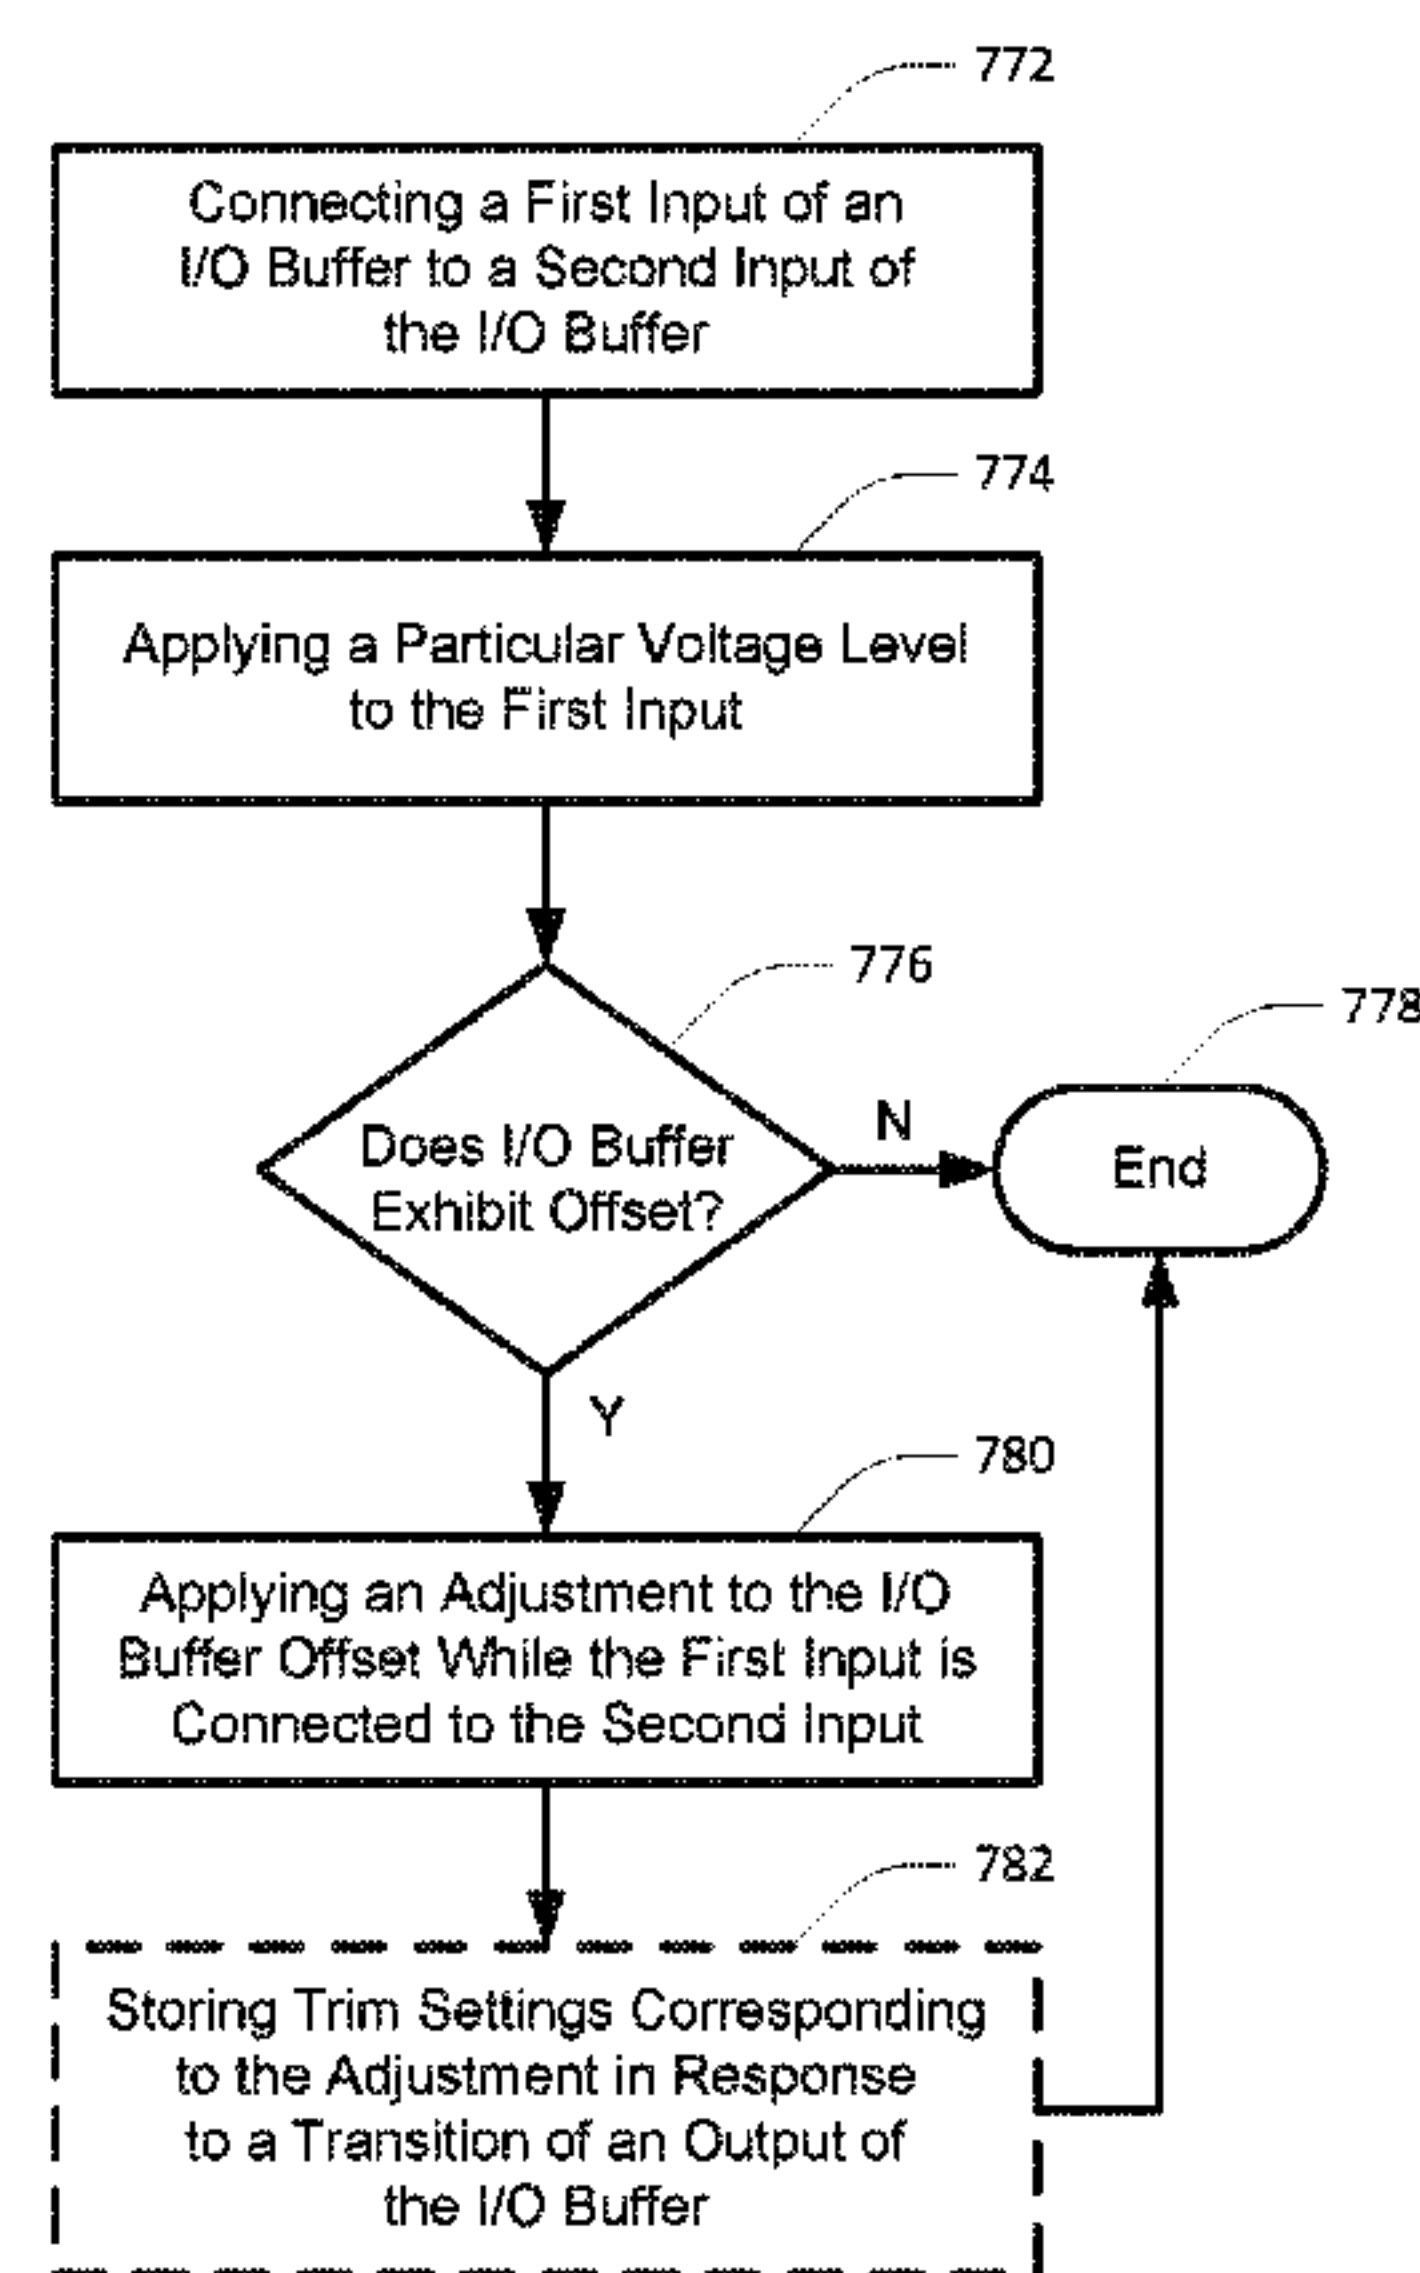 772
Connecting a First Input of an
I/O Buffer to a Second Input of
the I/O Buffer
774
Applying a Particular Voltage Level
to the First Input
776
778
Does I/O Buffer
Exhibit Offset?
N
End
Y
780
Applying an Adjustment to the I/O
Buffer Offset While the First Input is
Connected to the Second Input
782
Storing Trim Settings Corresponding
to the Adjustment in Response
to a Transition of an Output of
the I/O Buffer